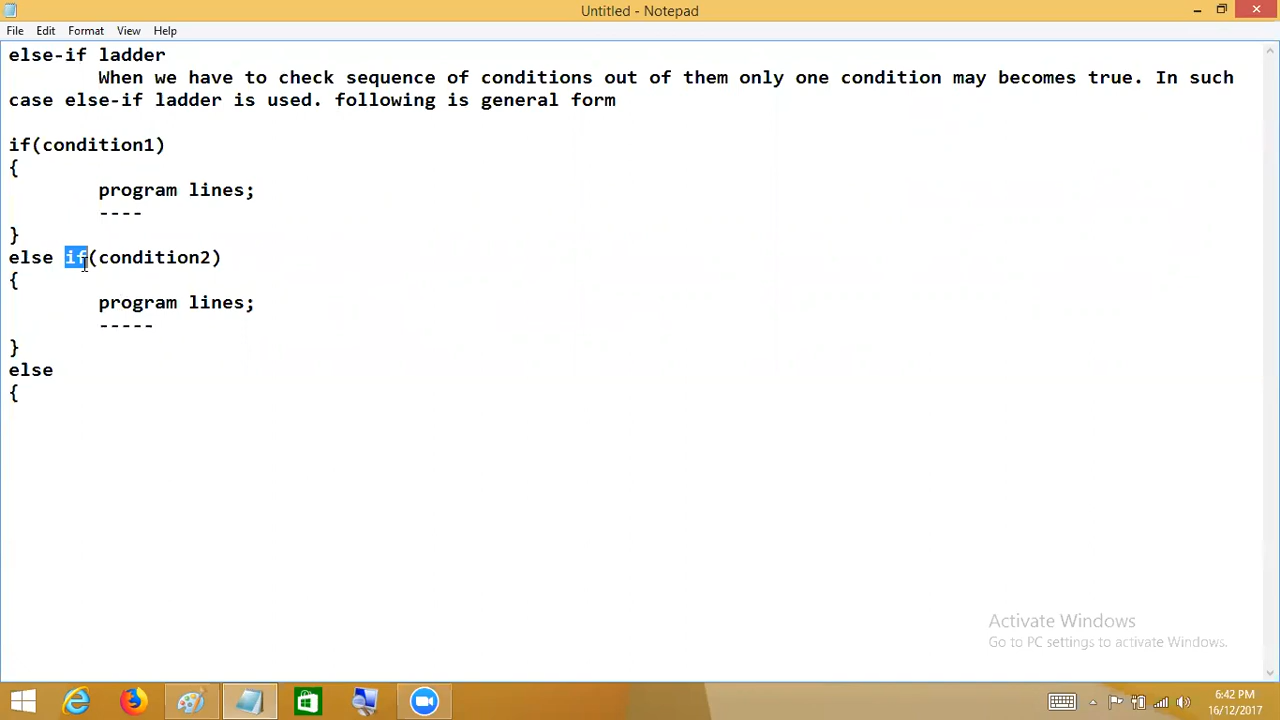 Untitled - Notepad
File Edit Format View Help
else-if ladder
When we have to check sequence of conditions out of them only one condition may becomes true. In such
case else-if ladder is used. following is general form
if(condition1)
{
program lines;
----
}
else if(condition2)
{
program lines;
-----
}
else
{
Activate Windows
Go to PC settings to activate Windows.
6:42 PM
16/12/2017